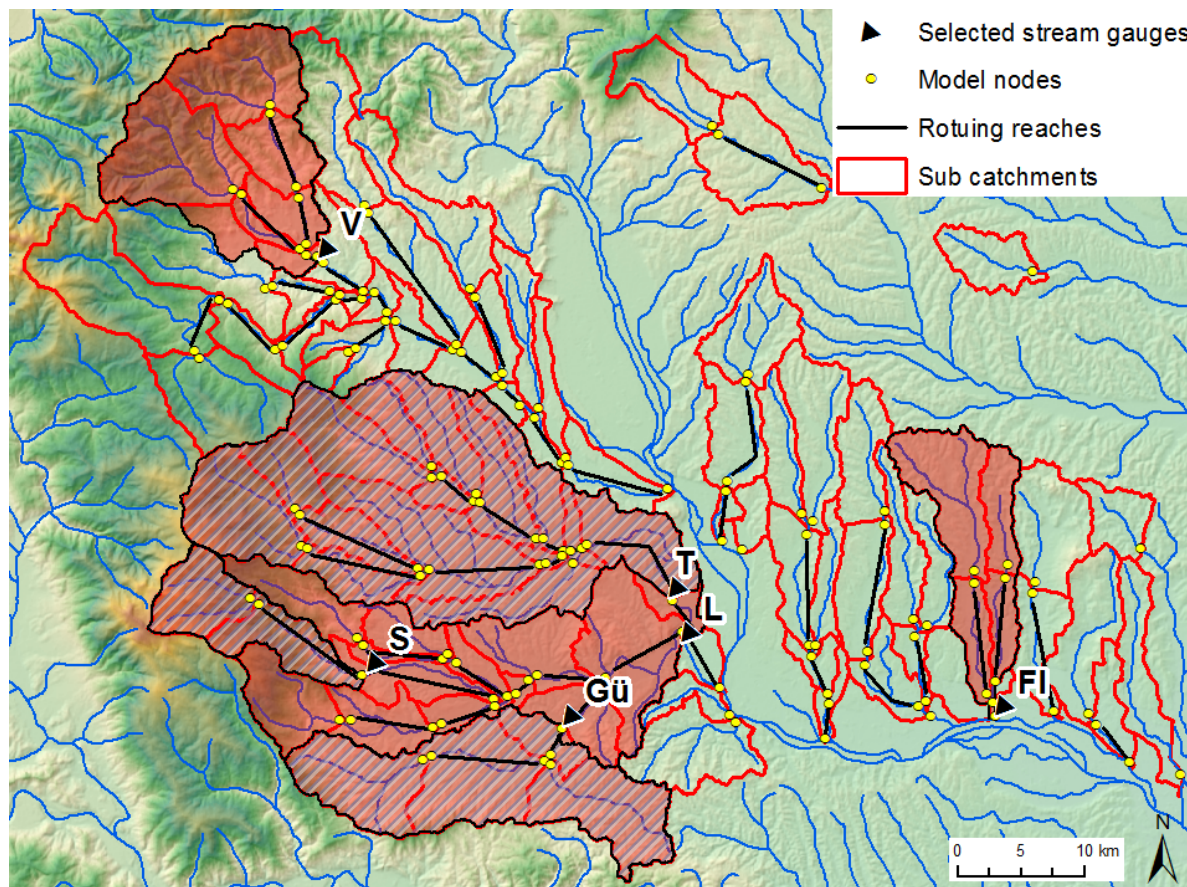 Selected stream gauges
Model nodes
Rotuing reaches
Sub catchments
V
T
L
S
Gü
Fl
N
0 5 10 km